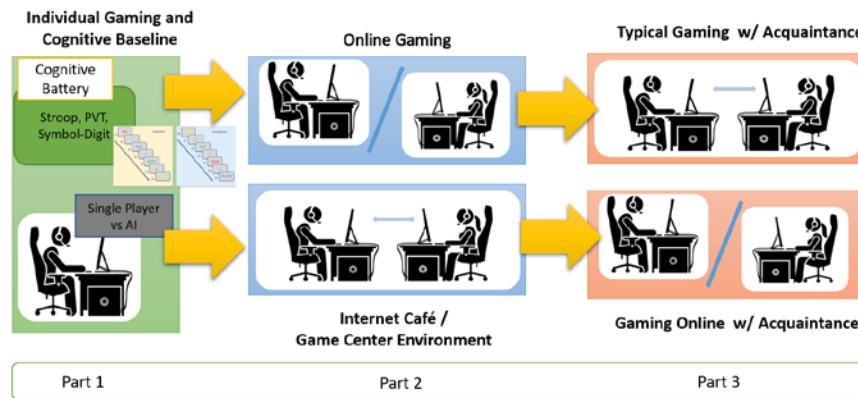 Individual Gaming and
Cognitive Baseline
Online Gaming
Typical Gaming w/ Acquaintance
Cognitive
Battery
Stroop, PVT,
Symbol-Digit
Single Player
vs AI
Internet Café /
Game Center Environment
Gaming Online w/ Acquaintance
Part 1
Part 2
Part 3